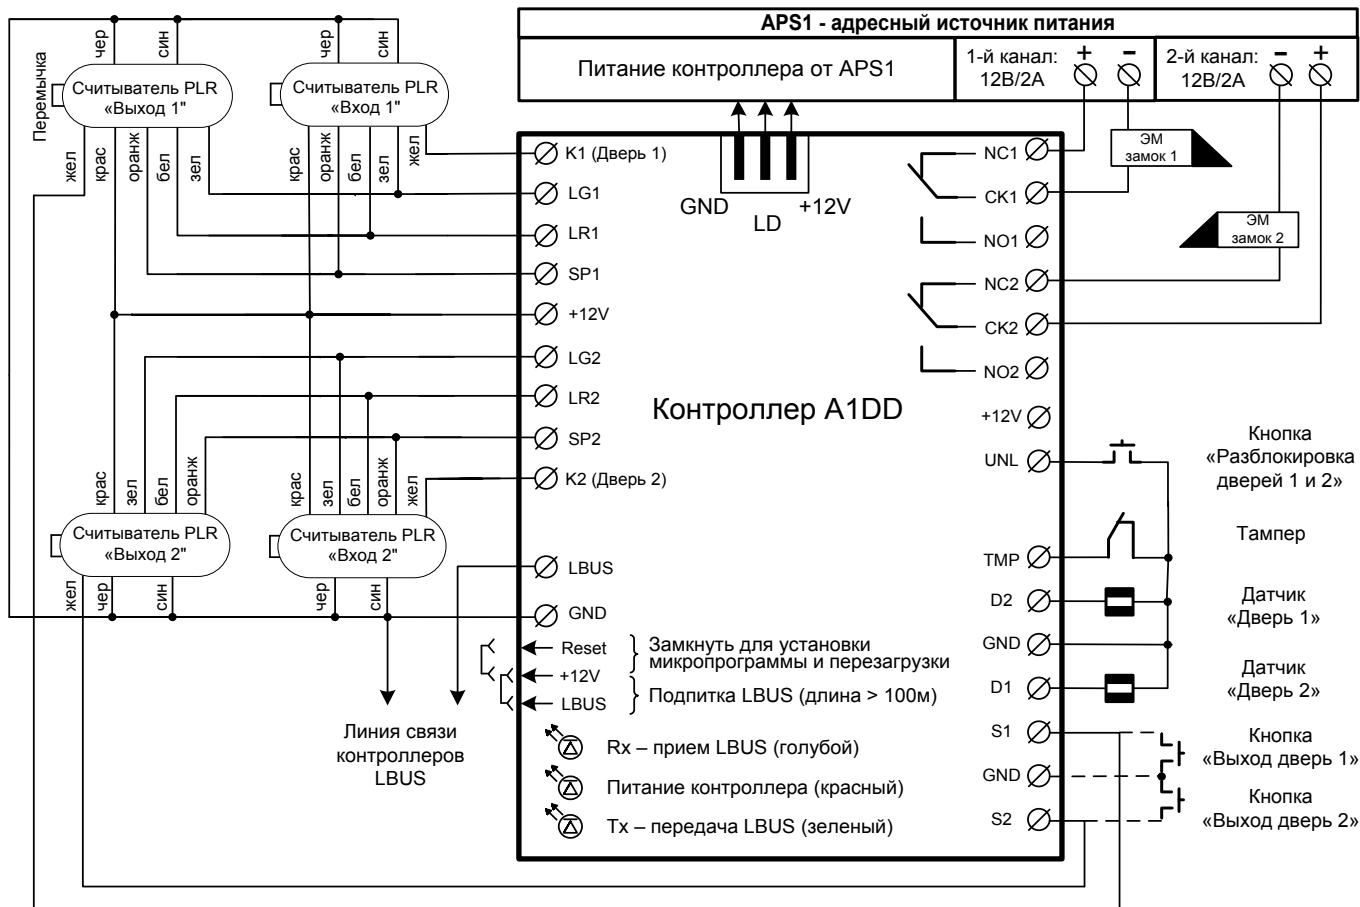 APS1 - адресный источник питания
Питание контроллера от APS1
1-й канал:
12В/2А
+
−
2-й канал:
12В/2А
−
+
Перемычка
чер
син
чер
син
Считыватель PLR
«Выход 1"
Считыватель PLR
«Вход 1"
жел
крас
оранж
бел
зел
крас
оранж
бел
зел
жел
K1 (Дверь 1)
LG1
LR1
SP1
+12V
LG2
LR2
SP2
K2 (Дверь 2)
LBUS
GND
Reset
+12V
LBUS
Замкнуть для установки
микропрограммы и перезагрузки
Подпитка LBUS (длина > 100м)
Rx – прием LBUS (голубой)
Питание контроллера (красный)
Tx – передача LBUS (зеленый)
GND
LD
+12V
Контроллер A1DD
NC1
CK1
NO1
NC2
CK2
NO2
+12V
UNL
TMP
D2
GND
D1
S1
GND
S2
ЭМ
замок 1
ЭМ
замок 2
Кнопка
«Разблокировка
дверей 1 и 2»
Тампер
Датчик
«Дверь 1»
Датчик
«Дверь 2»
Кнопка
«Выход дверь 1»
Кнопка
«Выход дверь 2»
крас
зел
бел
оранж
крас
зел
бел
оранж
жел
Считыватель PLR
«Выход 2"
Считыватель PLR
«Вход 2"
жел
чер
син
чер
син
Линия связи
контроллеров
LBUS